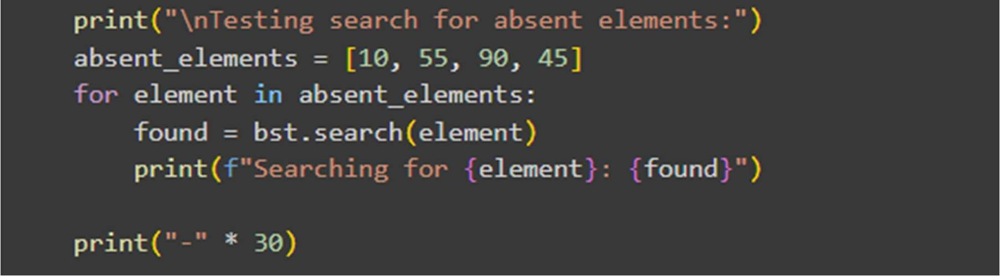 print("\nTesting search for absent elements:")
absent_elements = [10, 55, 90, 45]
for element in absent_elements:
    found = bst.search(element)
    print(f"Searching for {element}: {found}")
print("-" * 30)